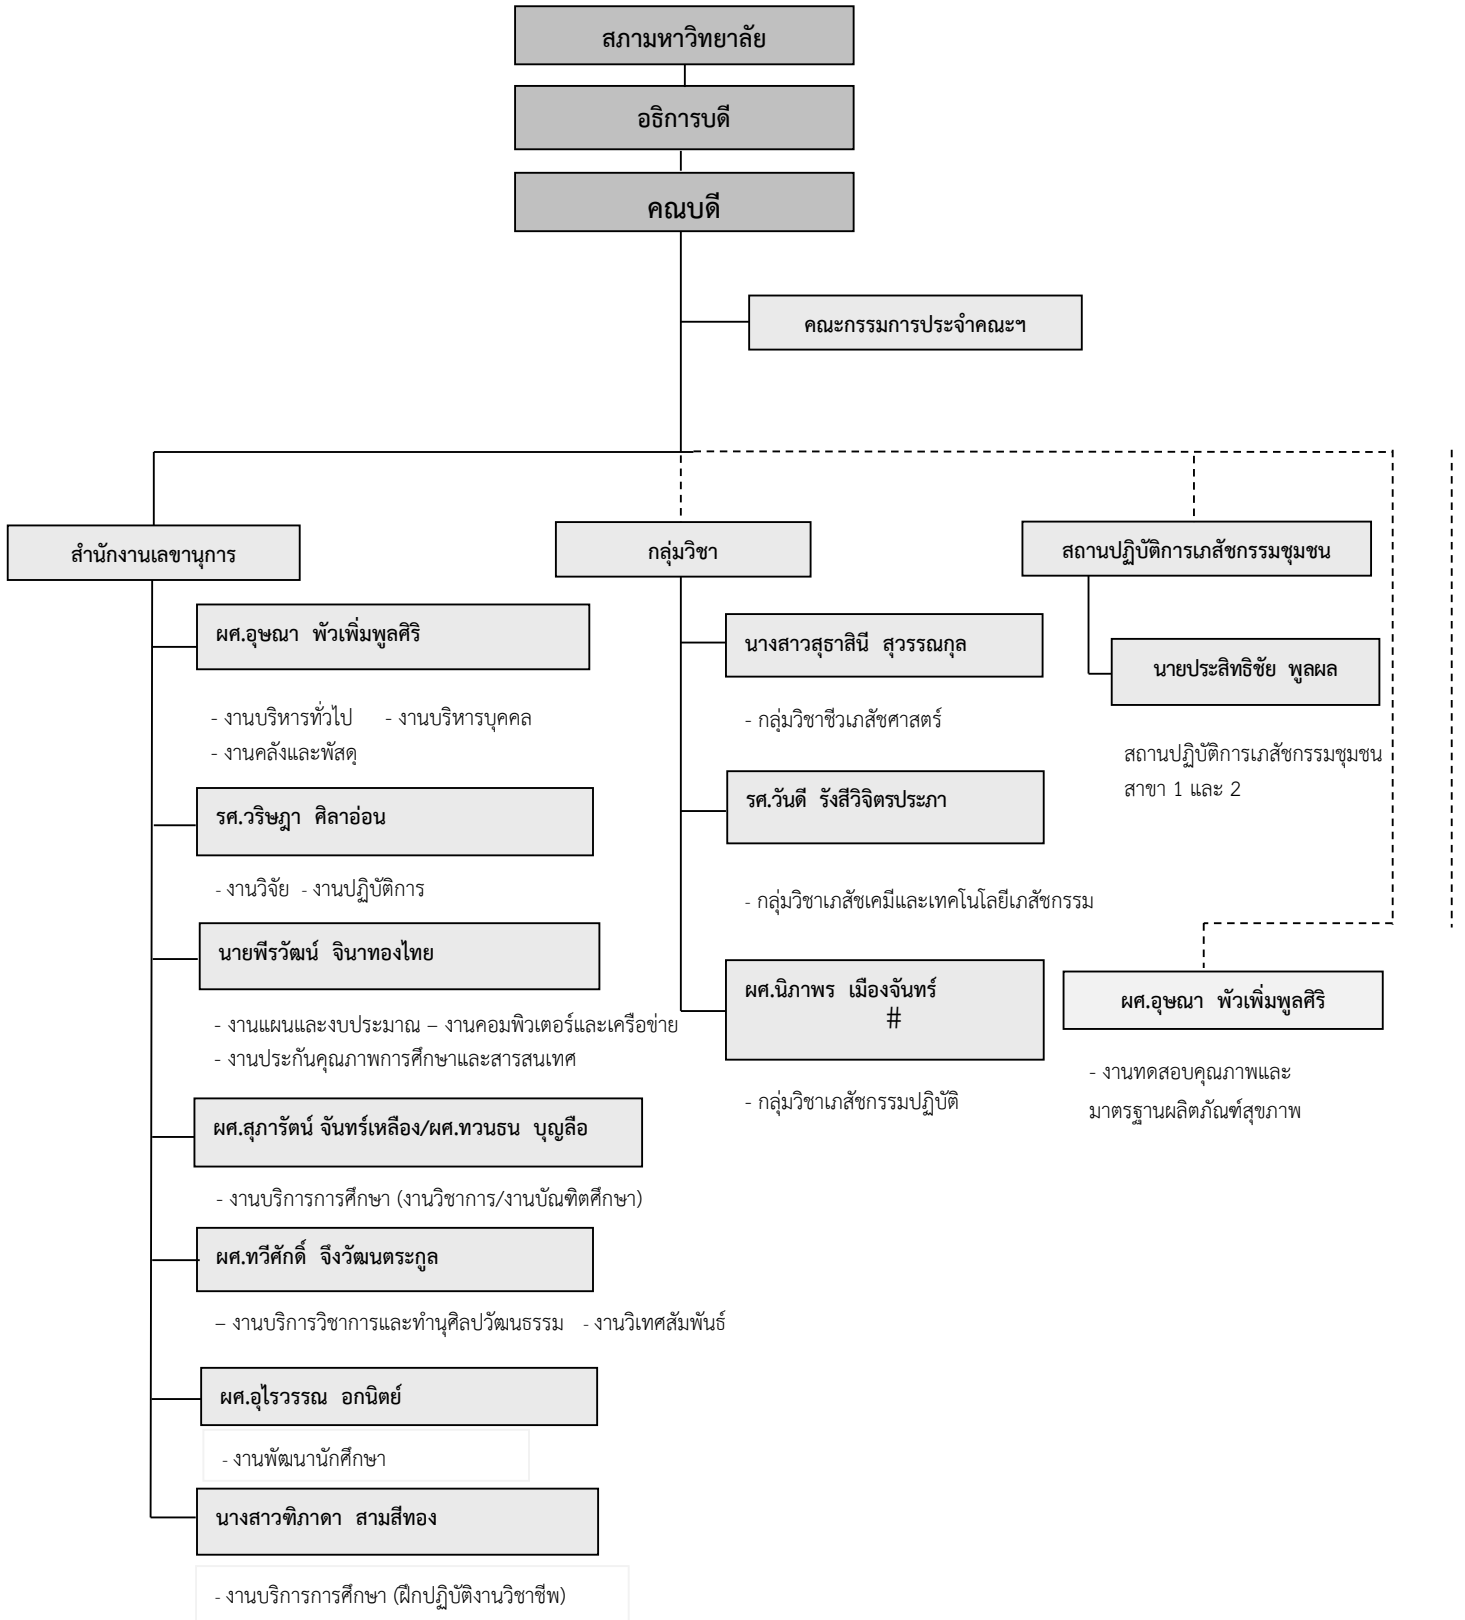 สภามหาวิทยาลัย
อธิการบดี
คณบดี
คณะกรรมการประจำคณะฯ
สำนักงานเลขานุการ
ผศ.อุษณา พัวเพิ่มพูลศิริ
- งานบริหารทั่วไป - งานบริหารบุคคล
- งานคลังและพัสดุ
รศ.วริษฎา ศิลาอ่อน
- งานวิจัย - งานปฏิบัติการ
นายพีรวัฒน์ จินาทองไทย
- งานแผนและงบประมาณ – งานคอมพิวเตอร์และเครือข่าย
- งานประกันคุณภาพการศึกษาและสารสนเทศ
ผศ.สุภารัตน์ จันทร์เหลือง/ผศ.ทวนธน บุญลือ
- งานบริการการศึกษา (งานวิชาการ/งานบัณฑิตศึกษา)
ผศ.ทวีศักดิ์ จึงวัฒนตระกูล
– งานบริการวิชาการและทำนุศิลปวัฒนธรรม - งานวิเทศสัมพันธ์
ผศ.อุไรวรรณ อกนิตย์
- งานพัฒนานักศึกษา
นางสาวฑิภาดา สามสีทอง
- งานบริการการศึกษา (ฝึกปฏิบัติงานวิชาชีพ)
กลุ่มวิชา
นางสาวสุธาสินี สุวรรณกุล
- กลุ่มวิชาชีวเภสัชศาสตร์
รศ.วันดี รังสีวิจิตรประภา
- กลุ่มวิชาเภสัชเคมีและเทคโนโลยีเภสัชกรรม
ผศ.นิภาพร เมืองจันทร์
#
- กลุ่มวิชาเภสัชกรรมปฏิบัติ
สถานปฏิบัติการเภสัชกรรมชุมชน
นายประสิทธิชัย พูลผล
สถานปฏิบัติการเภสัชกรรมชุมชน
สาขา 1 และ 2
ผศ.อุษณา พัวเพิ่มพูลศิริ
- งานทดสอบคุณภาพและ
มาตรฐานผลิตภัณฑ์สุขภาพ